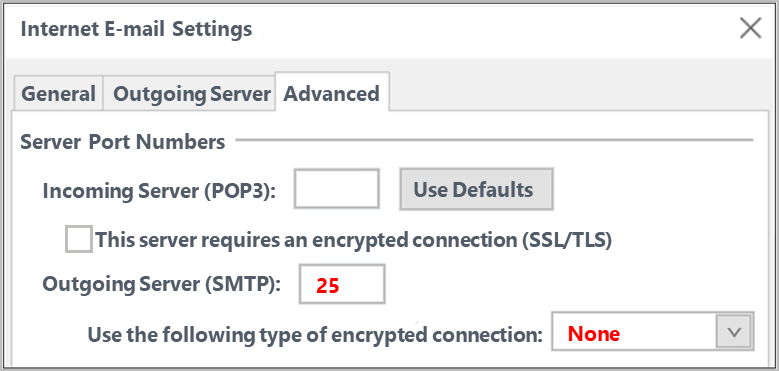 Internet E-mail Settings
General Outgoing Server Advanced
Server Port Numbers
Incoming Server (POP3): Use Defaults
This server requires an encrypted connection (SSL/TLS)
Outgoing Server (SMTP): 25
Use the following type of encrypted connection: None